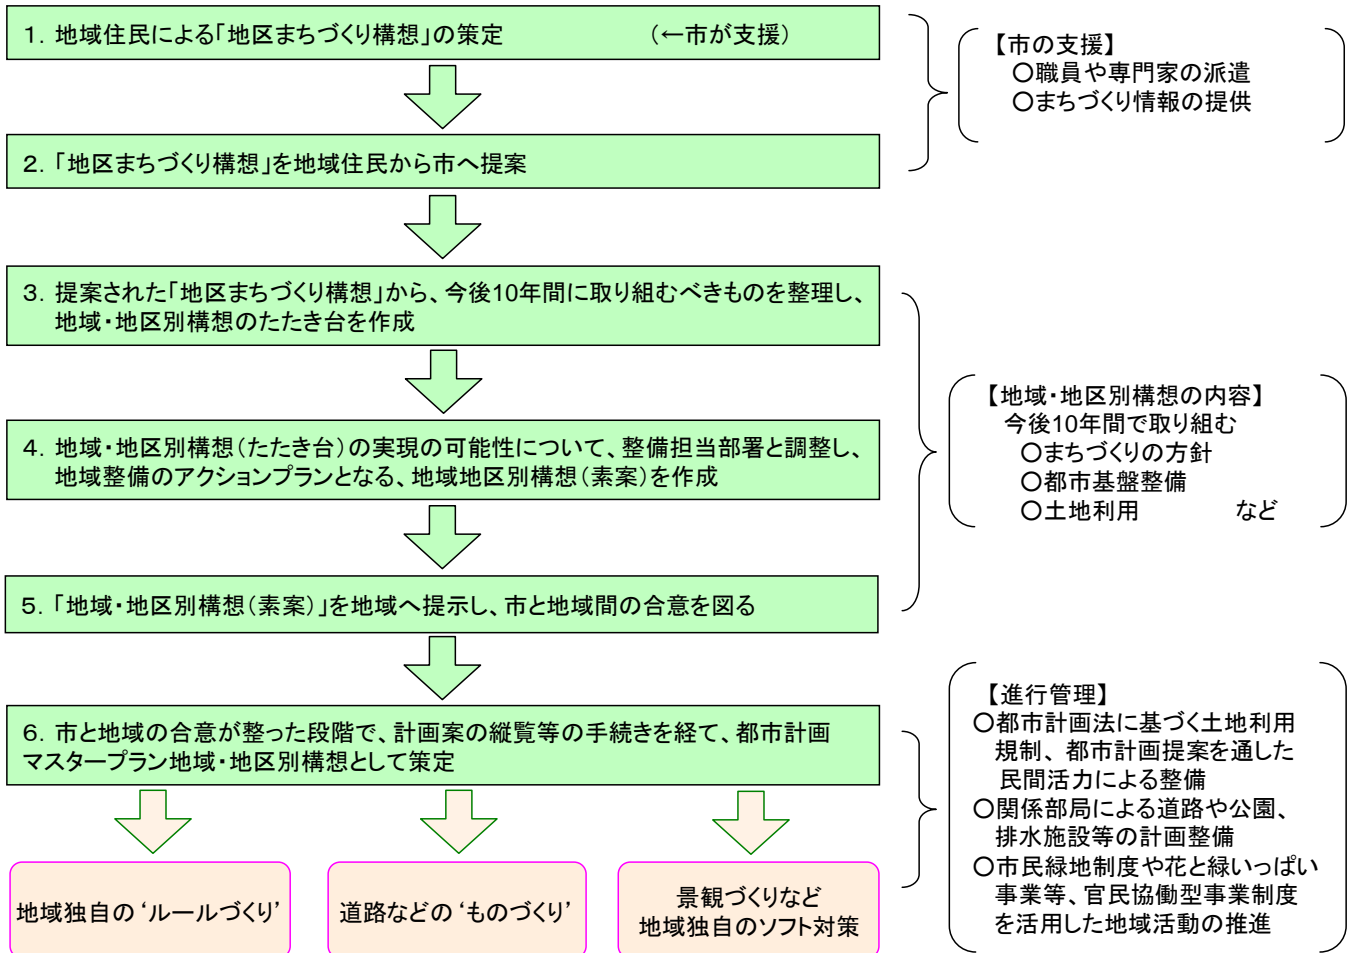 1．地域住民による「地区まちづくり構想」の策定　　　　　　（←市が支援）
【市の支援】
○職員や専門家の派遣
○まちづくり情報の提供
2．「地区まちづくり構想」を地域住民から市へ提案
3．提案された「地区まちづくり構想」から、今後10年間に取り組むべきものを整理し、
地域・地区別構想のたたき台を作成
4．地域・地区別構想（たたき台）の実現の可能性について、整備担当部署と調整し、
地域整備のアクションプランとなる、地域地区別構想（素案）を作成
5．「地域・地区別構想（素案）」を地域へ提示し、市と地域間の合意を図る
【地域・地区別構想の内容】
今後10年間で取り組む
○まちづくりの方針
○都市基盤整備
○土地利用　　　　など
6．市と地域の合意が整った段階で、計画案の縦覧等の手続きを経て、都市計画
マスタープラン地域・地区別構想として策定
【進行管理】
○都市計画法に基づく土地利用
規制、都市計画提案を通した
民間活力による整備
○関係部局による道路や公園、
排水施設等の計画整備
○市民緑地制度や花と緑いっぱい
事業等、官民協働型事業制度
を活用した地域活動の推進
地域独自の‘ルールづくり’
道路などの‘ものづくり’
景観づくりなど
地域独自のソフト対策